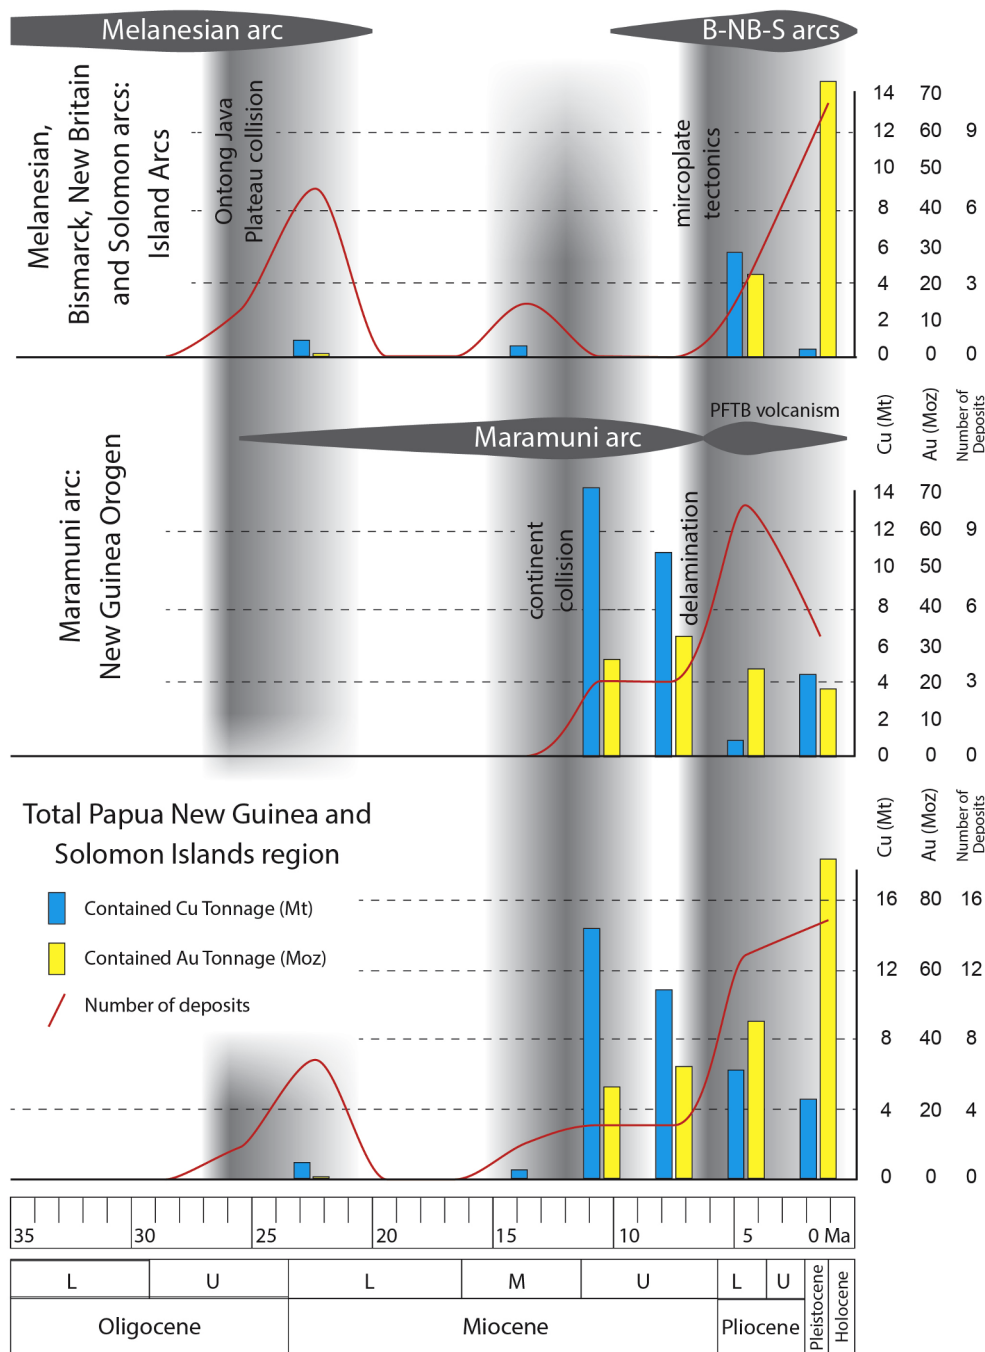 Melanesian arc
B-NB-S arcs
Melanesian,
Bismarck, New Britain
and Solomon arcs:
Island Arcs
Ontong Java
Plateau collision
mircoplate
tectonics
14 70
12 60 9
10 50
8 40 6
6 30
4 20 3
2 10
0 0 0
Cu (Mt)
Au (Moz)
Number of
Deposits
PFTB volcanism
Maramuni arc
Maramuni arc:
New Guinea Orogen
continent
collision
delamination
14 70
12 60 9
10 50
8 40 6
6 30
4 20 3
2 10
0 0 0
Cu (Mt)
Au (Moz)
Number of
Deposits
Total Papua New Guinea and
Solomon Islands region
Contained Cu Tonnage (Mt)
Contained Au Tonnage (Moz)
Number of deposits
16 80 16
12 60 12
8 40 8
4 20 4
0 0 0
35 30 25 20 15 10 5 0 Ma
L U L M U L U
Oligocene Miocene Pliocene Pleistocene Holocene